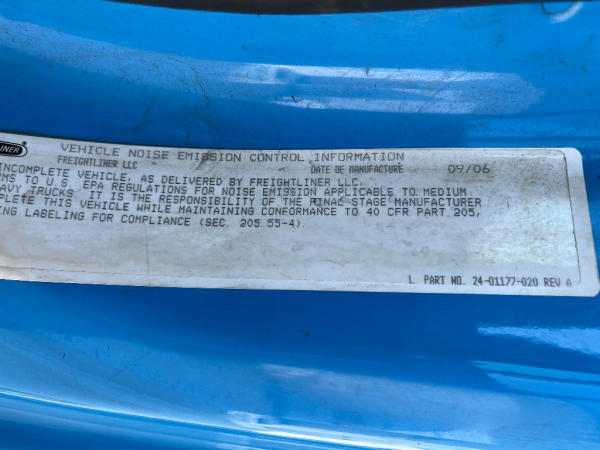 LINER
VEHICLE NOISE EMISSION CONTROL INFORMATION
FREIGHTLINER LLC DATE OF MANUFACTURE 09/06
INCOMPLETE VEHICLE, AS DELIVERED BY FREIGHTLINER LLC,
MS TO U.S. EPA REGULATIONS FOR NOISE EMISSION APPLICABLE TO MEDIUM
AVY TRUCKS. IT IS THE RESPONSIBILITY OF THE FINAL STAGE MANUFACTURER
PLETE THIS VEHICLE WHILE MAINTAINING CONFORMANCE TO 40 CFR PART 205,
ING LABELING FOR COMPLIANCE (SEC. 205.55-4).
L PART NO. 24-01177-020 REV A